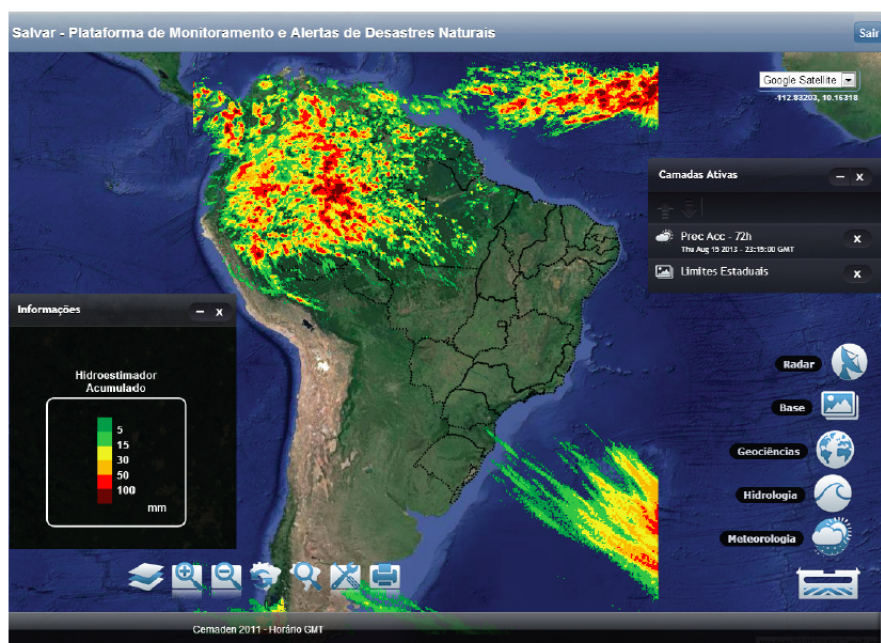 Salvar - Plataforma de Monitoramento e Alertas de Desastres Naturais
Sair
Google Satellite
-112.83203, 10.16318
Camadas Ativas
Prec Acc - 72h
Thu Aug 15 2013 - 23:15:00 GMT
Limites Estaduais
Informações
Hidroestimador
Acumulado
5
15
30
50
100
mm
Radar
Base
Geociências
Hidrologia
Meteorologia
Cemaden 2011 - Horário GMT